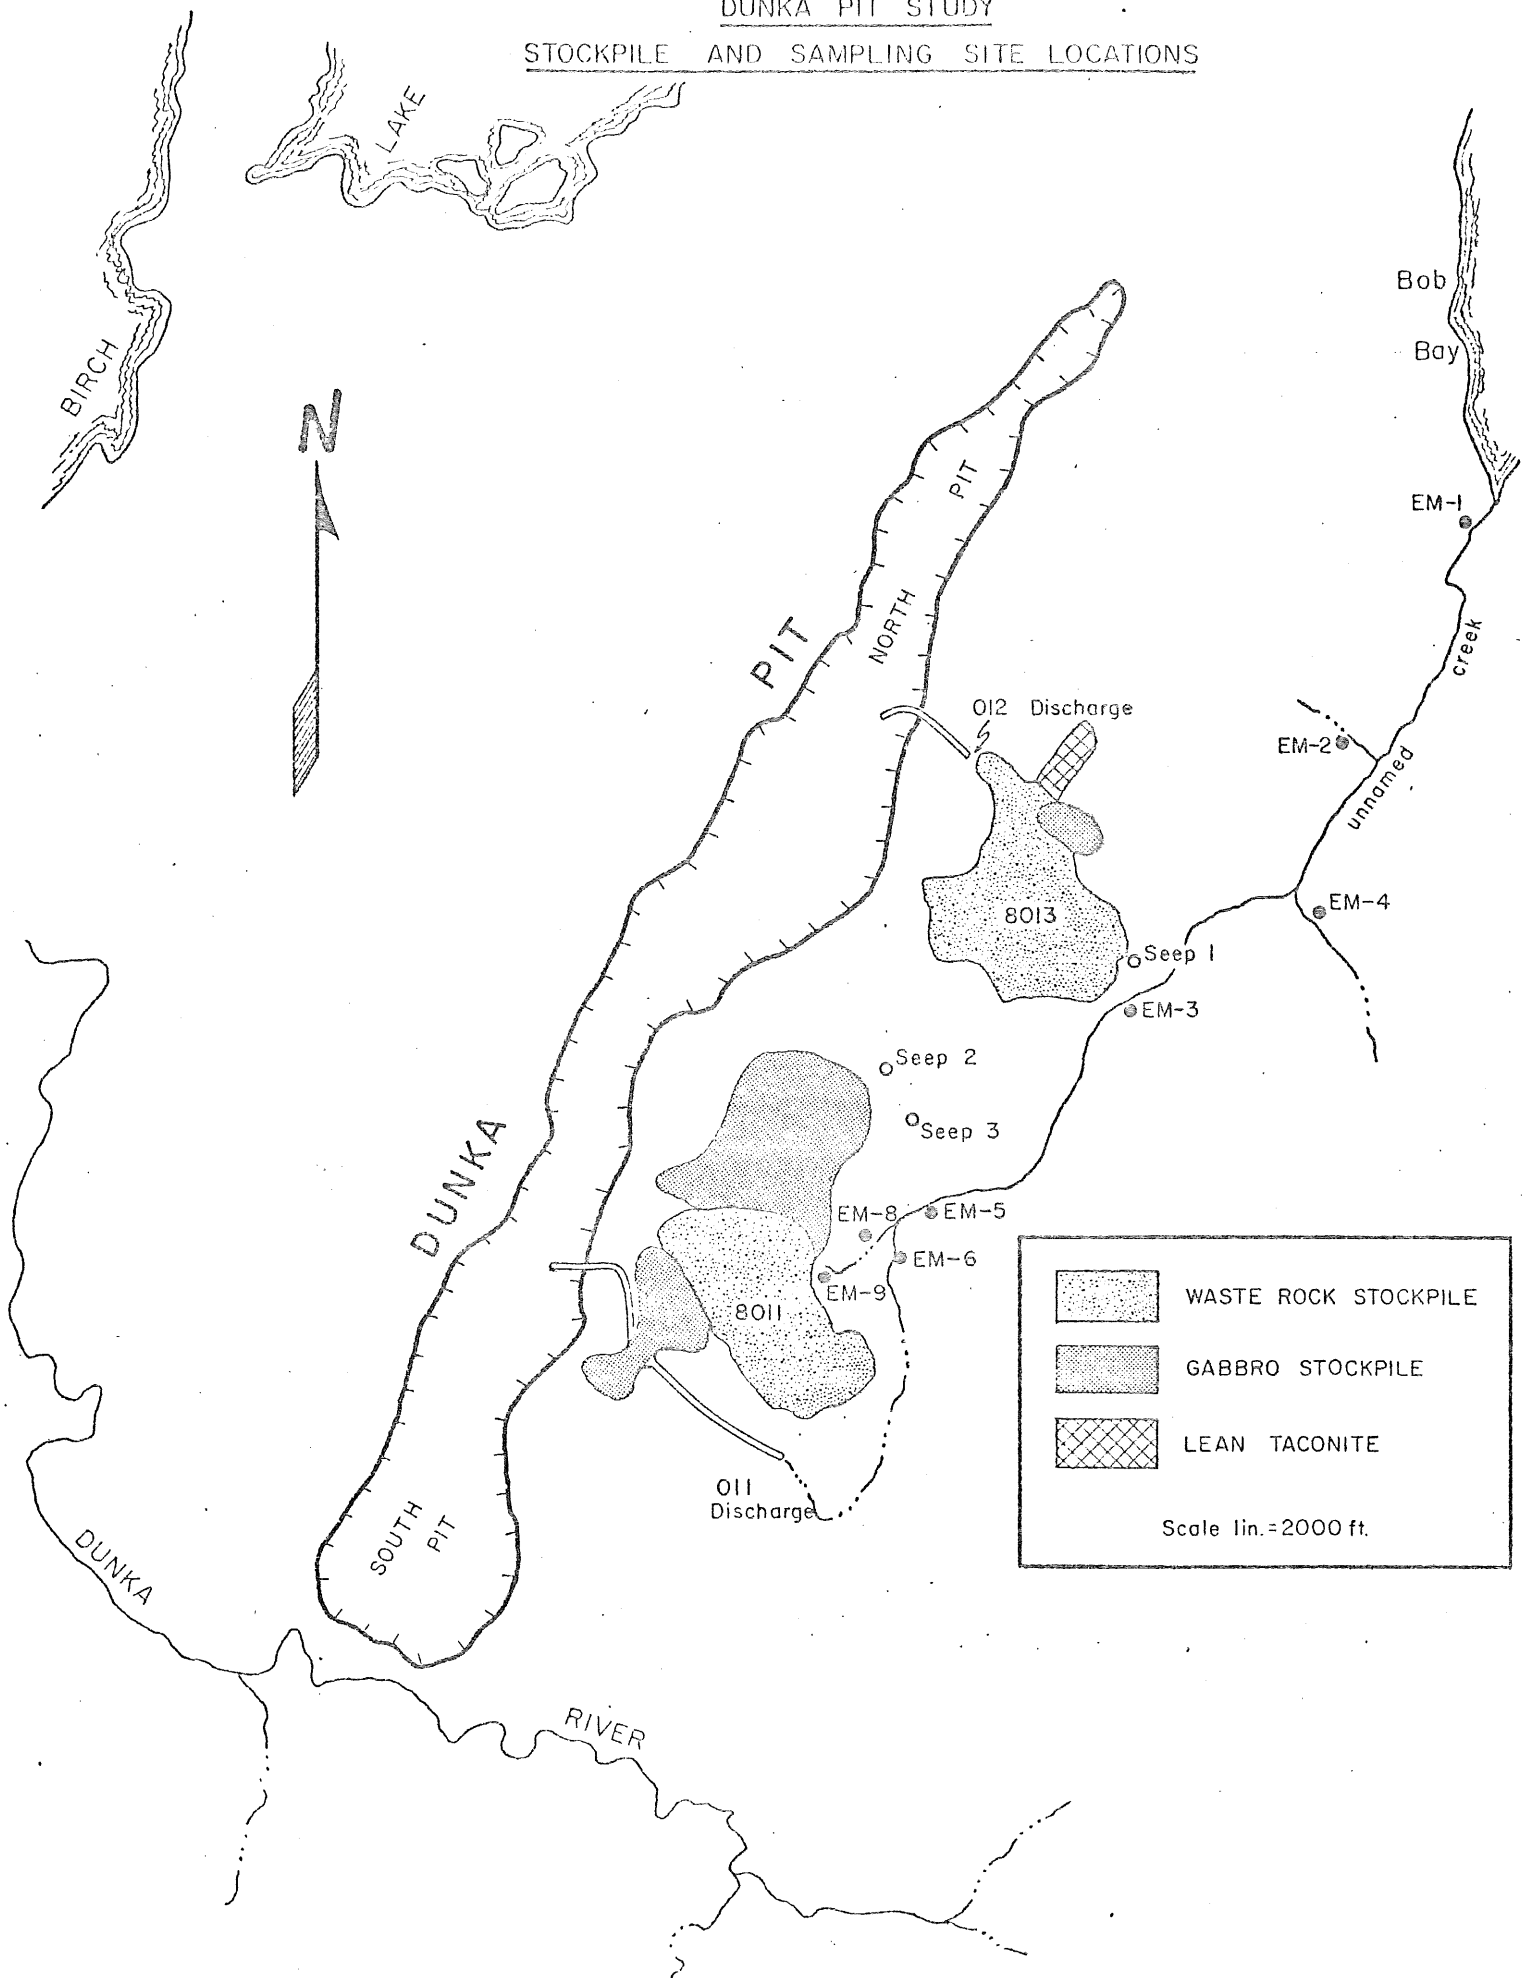 DUNKA PIT STUDY
STOCKPILE AND SAMPLING SITE LOCATIONS
LAKE
BIRCH
N
Bob
Bay
EM-1
PIT
NORTH
PIT
creek
012 Discharge
EM-2
unnamed
8013
EM-4
Seep 1
EM-3
Seep 2
Seep 3
DUNKA
EM-8
EM-5
EM-6
EM-9
8011
WASTE ROCK STOCKPILE
GABBRO STOCKPILE
LEAN TACONITE
Scale 1in.=2000 ft.
011
Discharge
SOUTH
PIT
DUNKA
RIVER